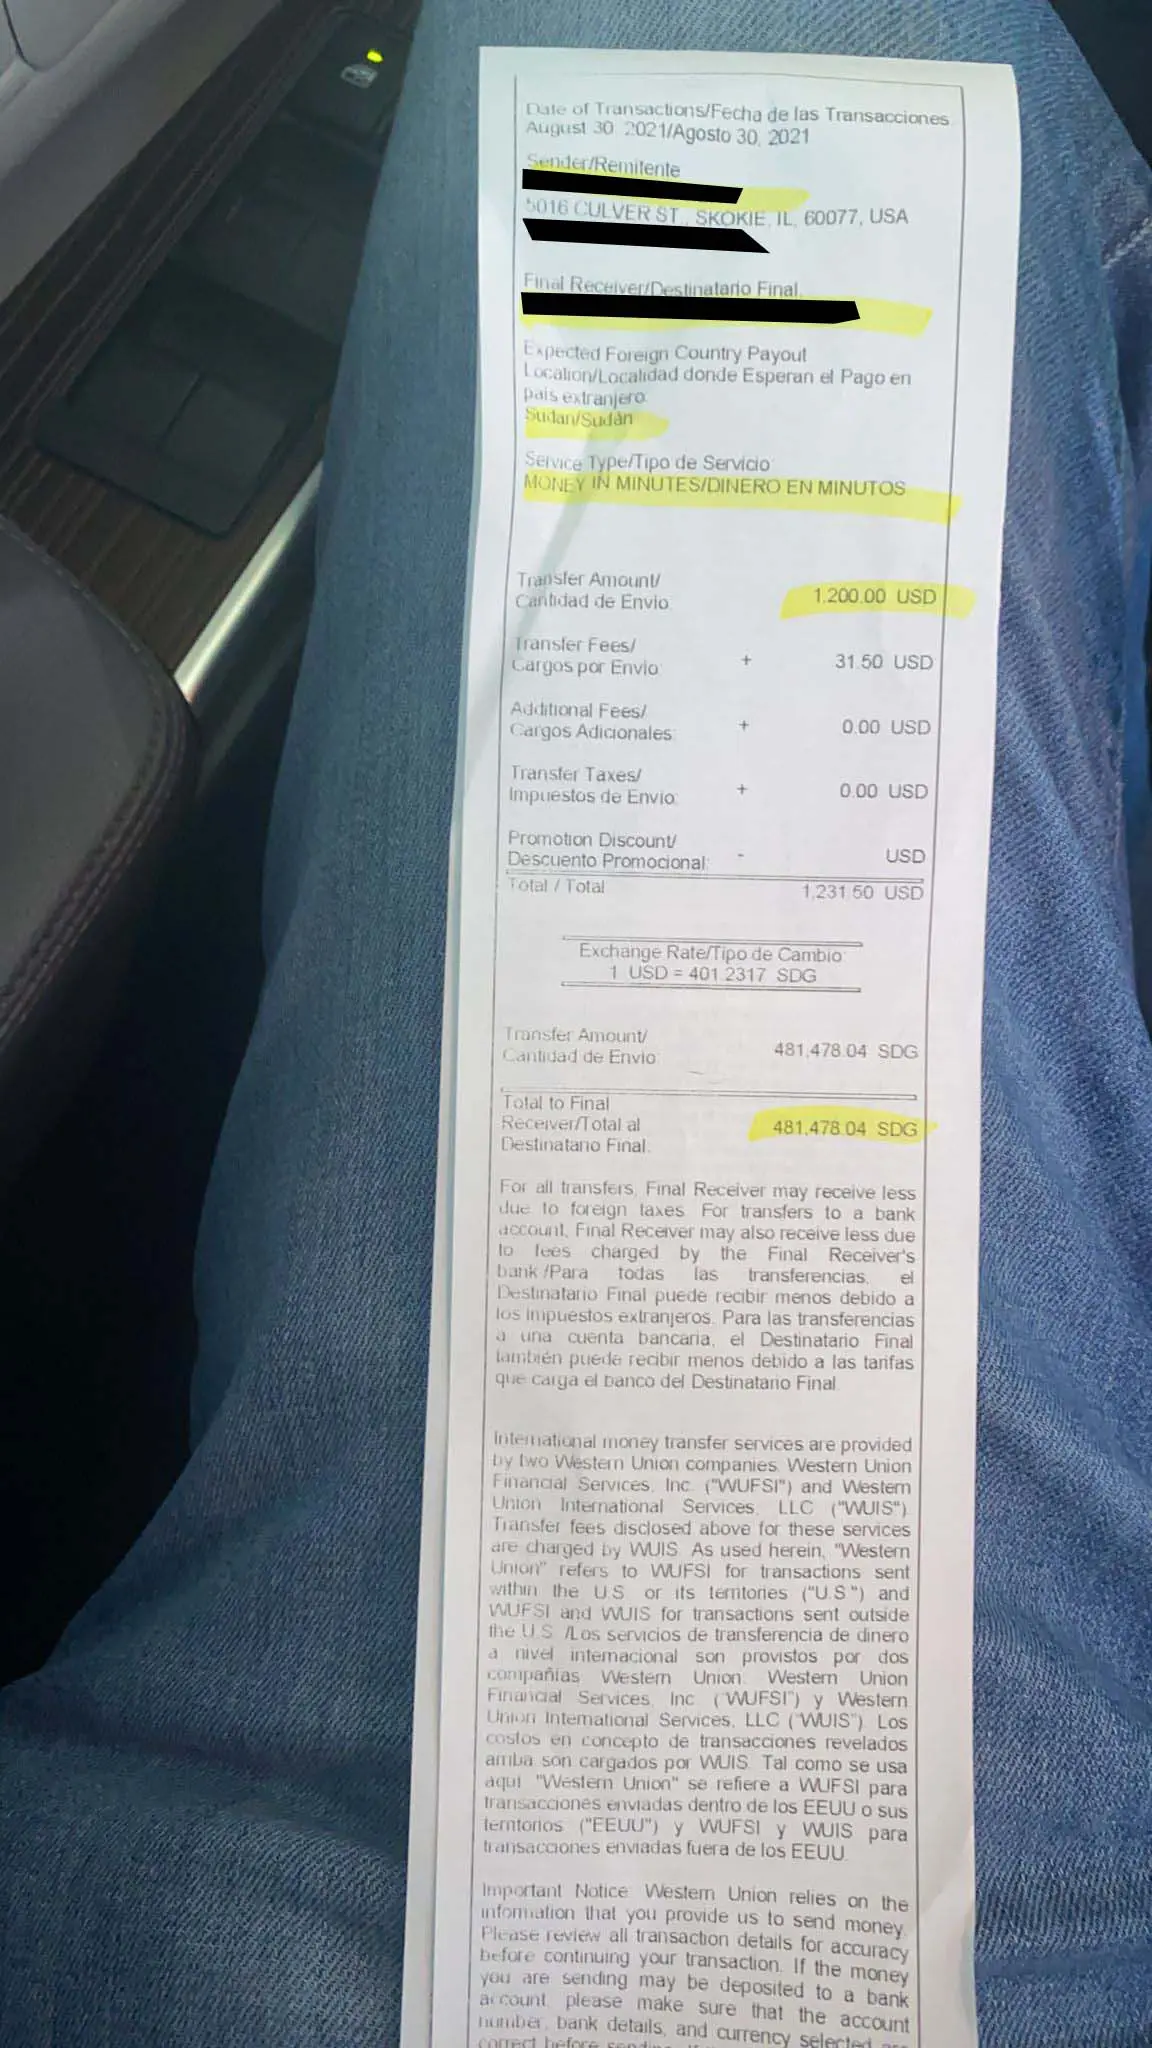 Date of Transactions/Fecha de las Transacciones
August 30, 2021/Agosto 30, 2021
Sender/Remitente
5016 CULVER ST., SKOKIE, IL, 60077, USA
Final Receiver/Destinatario Final:
Expected Foreign Country Payout
Location/Localidad donde Esperan el Pago en
país extranjero:
Sudan/Sudán
Service Type/Tipo de Servicio
MONEY IN MINUTES/DINERO EN MINUTOS
Transfer Amount/
Cantidad de Envío: 1,200.00 USD
Transfer Fees/
Cargos por Envío: + 31.50 USD
Additional Fees/
Cargos Adicionales: + 0.00 USD
Transfer Taxes/
Impuestos de Envío: + 0.00 USD
Promotion Discount/
Descuento Promocional: - USD
Total / Total 1,231.50 USD
Exchange Rate/Tipo de Cambio:
1 USD = 401.2317 SDG
Transfer Amount/
Cantidad de Envío: 481,478.04 SDG
Total to Final
Receiver/Total al
Destinatario Final: 481,478.04 SDG
For all transfers, Final Receiver may receive less
due to foreign taxes. For transfers to a bank
account, Final Receiver may also receive less due
to fees charged by the Final Receiver's
bank./Para todas las transferencias, el
Destinatario Final puede recibir menos debido a
los impuestos extranjeros. Para las transferencias
a una cuenta bancaria, el Destinatario Final
también puede recibir menos debido a las tarifas
que carga el banco del Destinatario Final.
International money transfer services are provided
by two Western Union companies, Western Union
Financial Services, Inc. ("WUFSI") and Western
Union International Services, LLC ("WUIS").
Transfer fees disclosed above for these services
are charged by WUIS. As used herein, "Western
Union" refers to WUFSI for transactions sent
within the U.S. or its territories ("U.S.") and
WUFSI and WUIS for transactions sent outside
the U.S. /Los servicios de transferencia de dinero
a nivel internacional son provistos por dos
compañías Western Union: Western Union
Financial Services, Inc. ("WUFSI") y Western
Union International Services, LLC ("WUIS"). Los
costos en concepto de transacciones revelados
arriba son cargados por WUIS. Tal como se usa
aquí, "Western Union" se refiere a WUFSI para
transacciones enviadas dentro de los EEUU o sus
territorios ("EEUU") y WUFSI y WUIS para
transacciones enviadas fuera de los EEUU.
Important Notice: Western Union relies on the
information that you provide us to send money.
Please review all transaction details for accuracy
before continuing your transaction. If the money
you are sending may be deposited to a bank
account, please make sure that the account
number, bank details, and currency selected are
correct before sending.